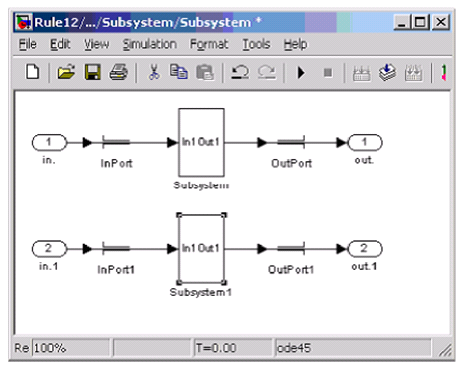 Rule12/.../Subsystem/Subsystem *
File Edit View Simulation Format Tools Help
1 In1 Out1 1
in. InPort Subsystem OutPort out.
2 In1 Out1 2
in.1 InPort1 Subsystem1 OutPort1 out.1
Re 100% T=0.00 ode45